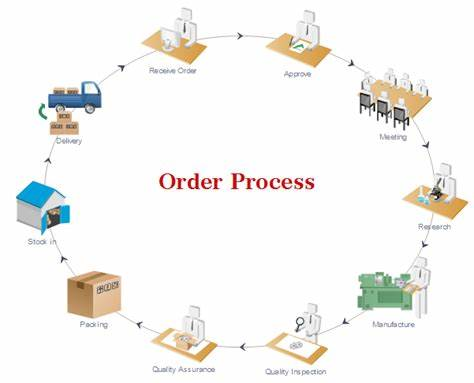 Order Process
Receive Order
Approve
Meeting
Research
Manufacture
Quality Inspection
Quality Assurance
Packing
Stock in
Delivery